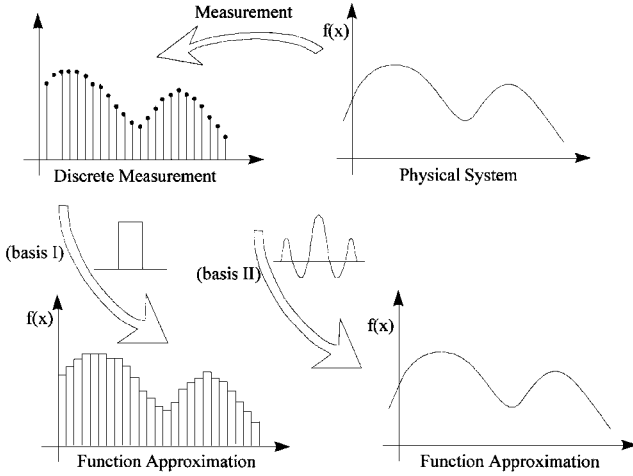 Measurement
f(x)
Discrete Measurement
Physical System
(basis I)
(basis II)
f(x)
f(x)
Function Approximation
Function Approximation